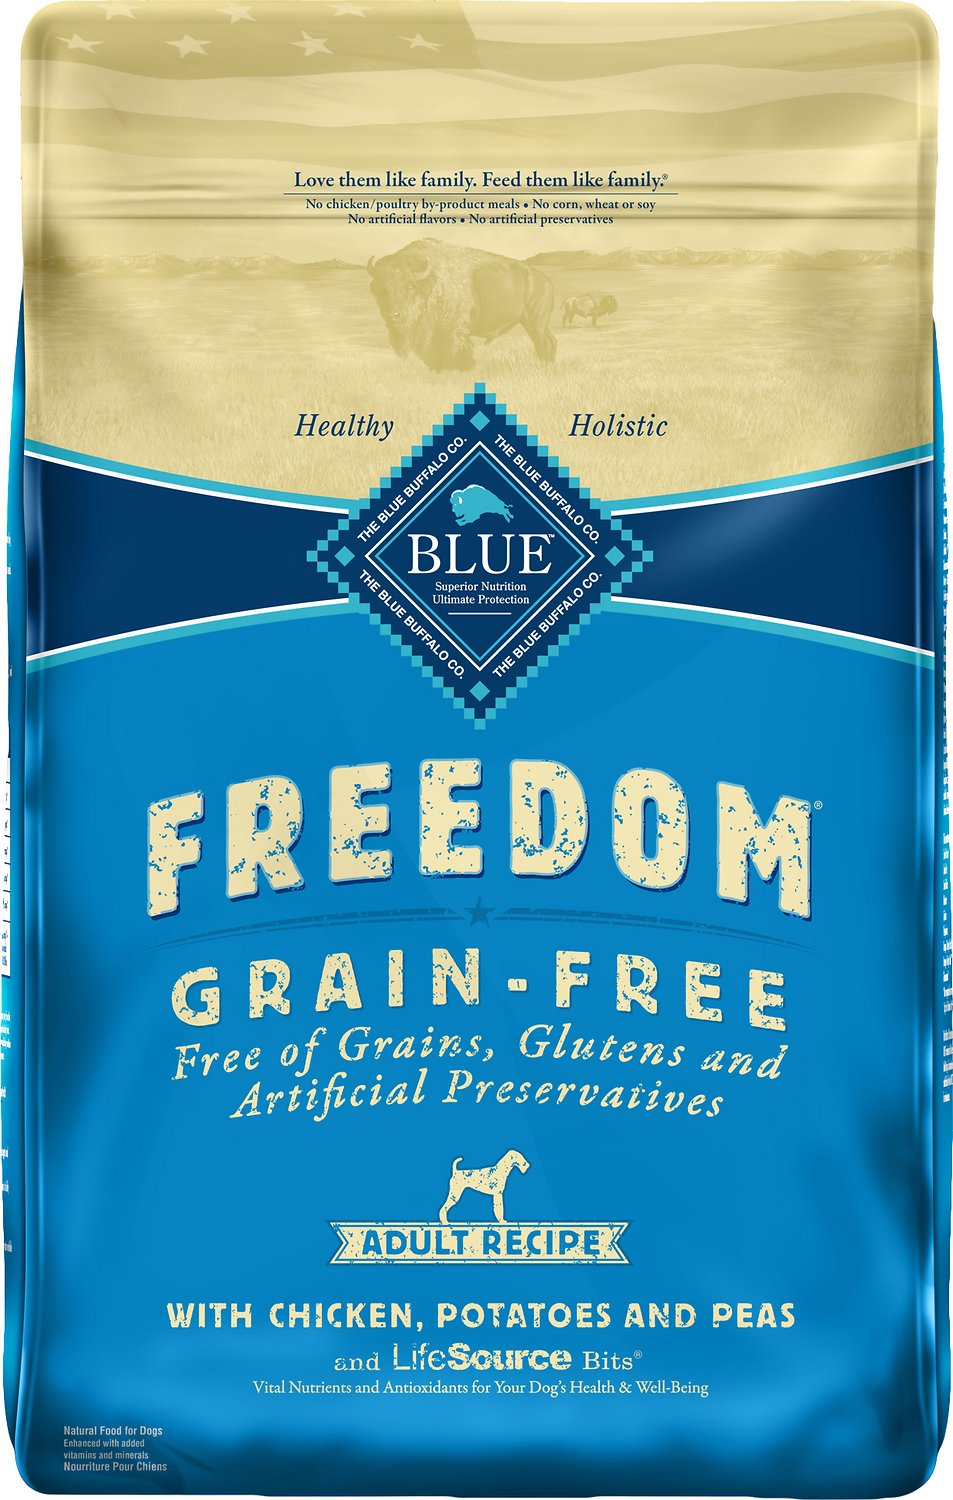 Love them like family. Feed them like family.®
No chicken/poultry by-product meals • No corn, wheat or soy
No artificial flavors • No artificial preservatives
Healthy
Holistic
THE BLUE BUFFALO CO.
THE BLUE BUFFALO CO.
BLUE™
Superior Nutrition
Ultimate Protection
THE BLUE BUFFALO CO.
THE BLUE BUFFALO CO.
FREEDOM®
GRAIN-FREE
Free of Grains, Glutens and
Artificial Preservatives
ADULT RECIPE
WITH CHICKEN, POTATOES AND PEAS
and LifeSource Bits®
Vital Nutrients and Antioxidants for Your Dog's Health & Well-Being
Natural Food for Dogs
Enhanced with added
vitamins and minerals
Nourriture Pour Chiens